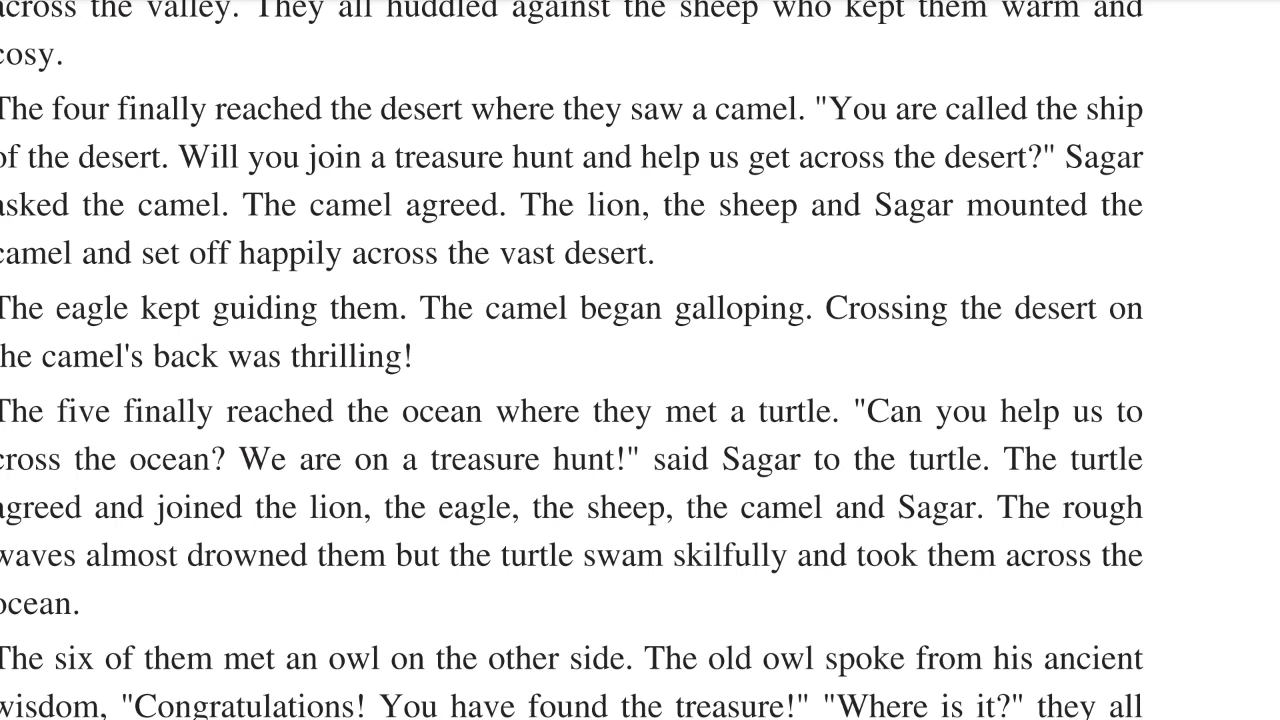 across the valley. They all huddled against the sheep who kept them warm and
cosy.
The four finally reached the desert where they saw a camel. "You are called the ship
of the desert. Will you join a treasure hunt and help us get across the desert?" Sagar
asked the camel. The camel agreed. The lion, the sheep and Sagar mounted the
camel and set off happily across the vast desert.
The eagle kept guiding them. The camel began galloping. Crossing the desert on
the camel's back was thrilling!
The five finally reached the ocean where they met a turtle. "Can you help us to
cross the ocean? We are on a treasure hunt!" said Sagar to the turtle. The turtle
agreed and joined the lion, the eagle, the sheep, the camel and Sagar. The rough
waves almost drowned them but the turtle swam skilfully and took them across the
ocean.
The six of them met an owl on the other side. The old owl spoke from his ancient
wisdom, "Congratulations! You have found the treasure!" "Where is it?" they all